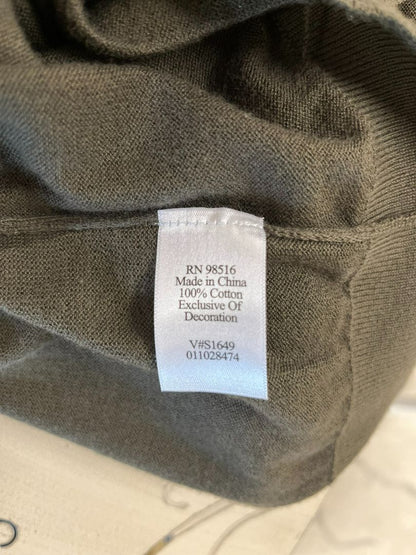 RN 98516
Made in China
100% Cotton
Exclusive Of
Decoration
V#S1649
011028474